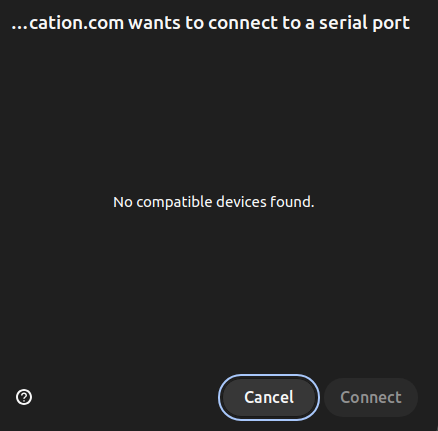 ...cation.com wants to connect to a serial port
No compatible devices found.
Cancel
Connect